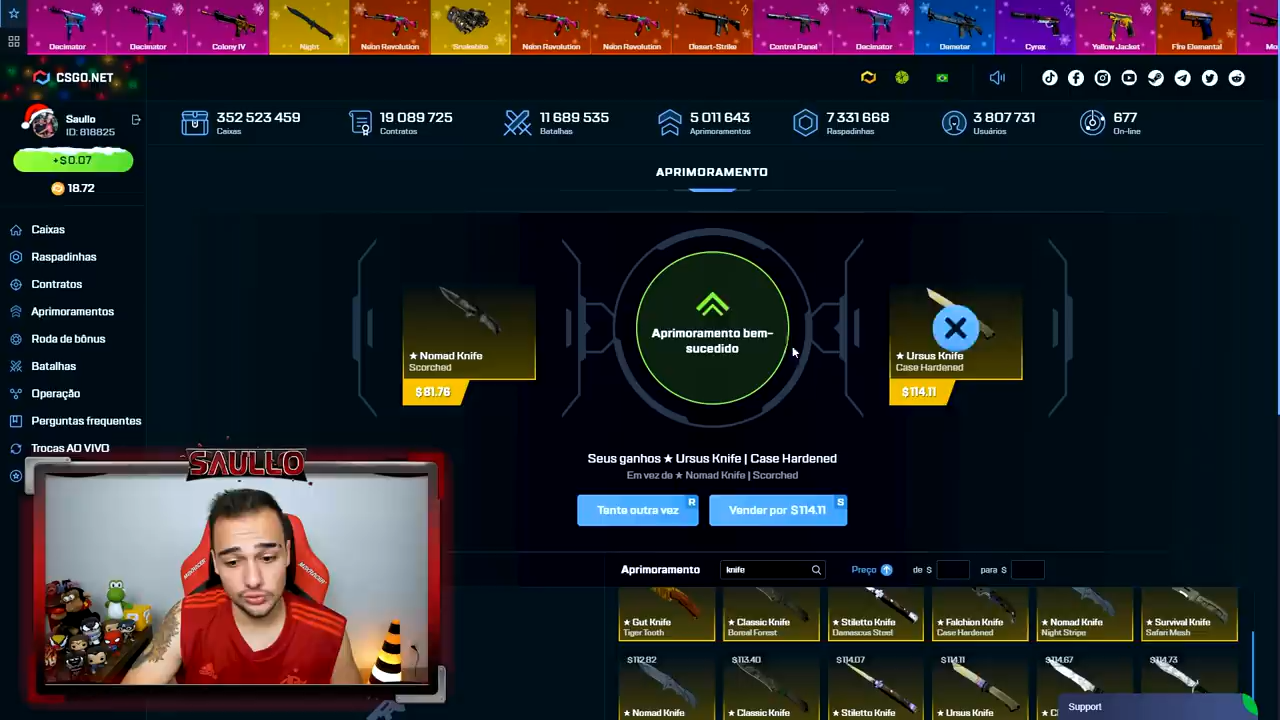 Decimator
Decimator
Colony IV
Night
Neon Revolution
Snakebite
Neon Revolution
Neon Revolution
Desert-Strike
Control Panel
Decimator
Demeter
Cyrex
Yellow Jacket
Fire Elemental
CSGO.NET
Saullo
ID: 818825
+$0.07
18.72
352 523 459
Caixas
19 089 725
Contratos
11 689 535
Batalhas
5 011 643
Aprimoramentos
7 331 668
Raspadinhas
3 807 731
Usuários
677
On-line
Caixas
Raspadinhas
Contratos
Aprimoramentos
Roda de bônus
Batalhas
Operação
Perguntas frequentes
Trocas AO VIVO
APRIMORAMENTO
★ Nomad Knife
Scorched
$81.76
Aprimoramento bem-
sucedido
★ Ursus Knife
Case Hardened
$114.11
Seus ganhos ★ Ursus Knife | Case Hardened
Em vez de ★ Nomad Knife | Scorched
Tente outra vez R
Vender por $114.11 S
Aprimoramento
knife
Preço
de $
para $
★ Gut Knife
Tiger Tooth
★ Classic Knife
Boreal Forest
★ Stiletto Knife
Damascus Steel
★ Falchion Knife
Case Hardened
★ Nomad Knife
Night Stripe
★ Survival Knife
Safari Mesh
$112.82
★ Nomad Knife
$113.40
★ Classic Knife
$114.07
★ Stiletto Knife
$114.11
★ Ursus Knife
$114.67
$114.73
Support
SAULLO